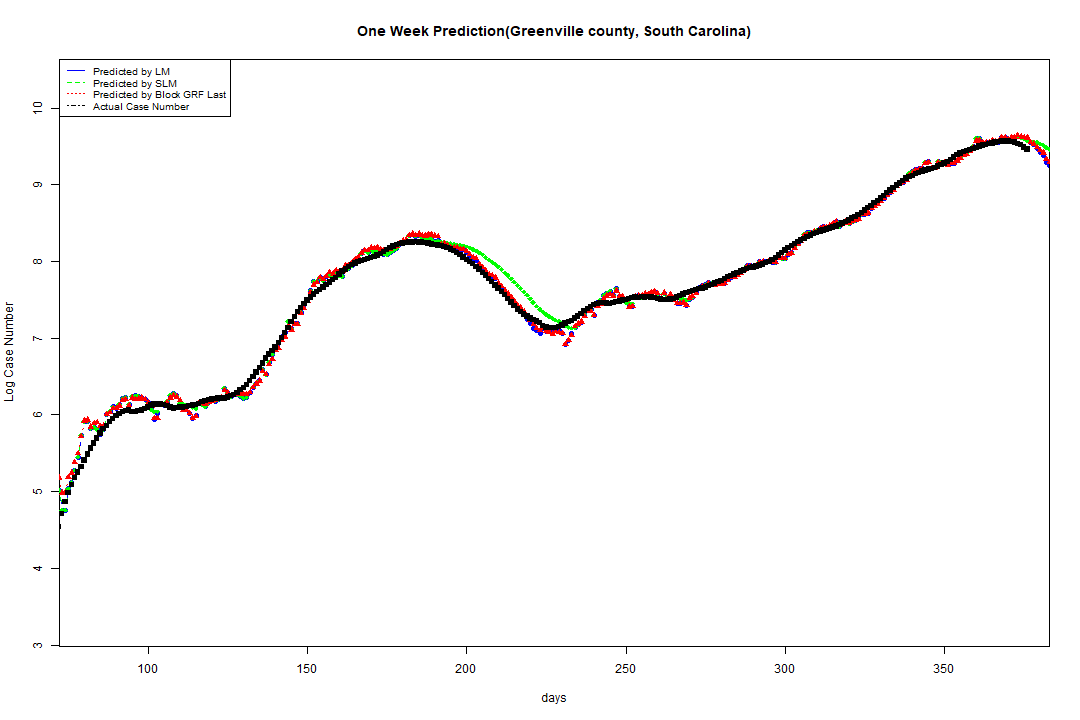 One Week Prediction(Greenville county, South Carolina)
Predicted by LM
Predicted by SLM
Predicted by Block GRF Last
Actual Case Number
10
9
8
7
6
5
4
3
Log Case Number
100
150
200
250
300
350
days